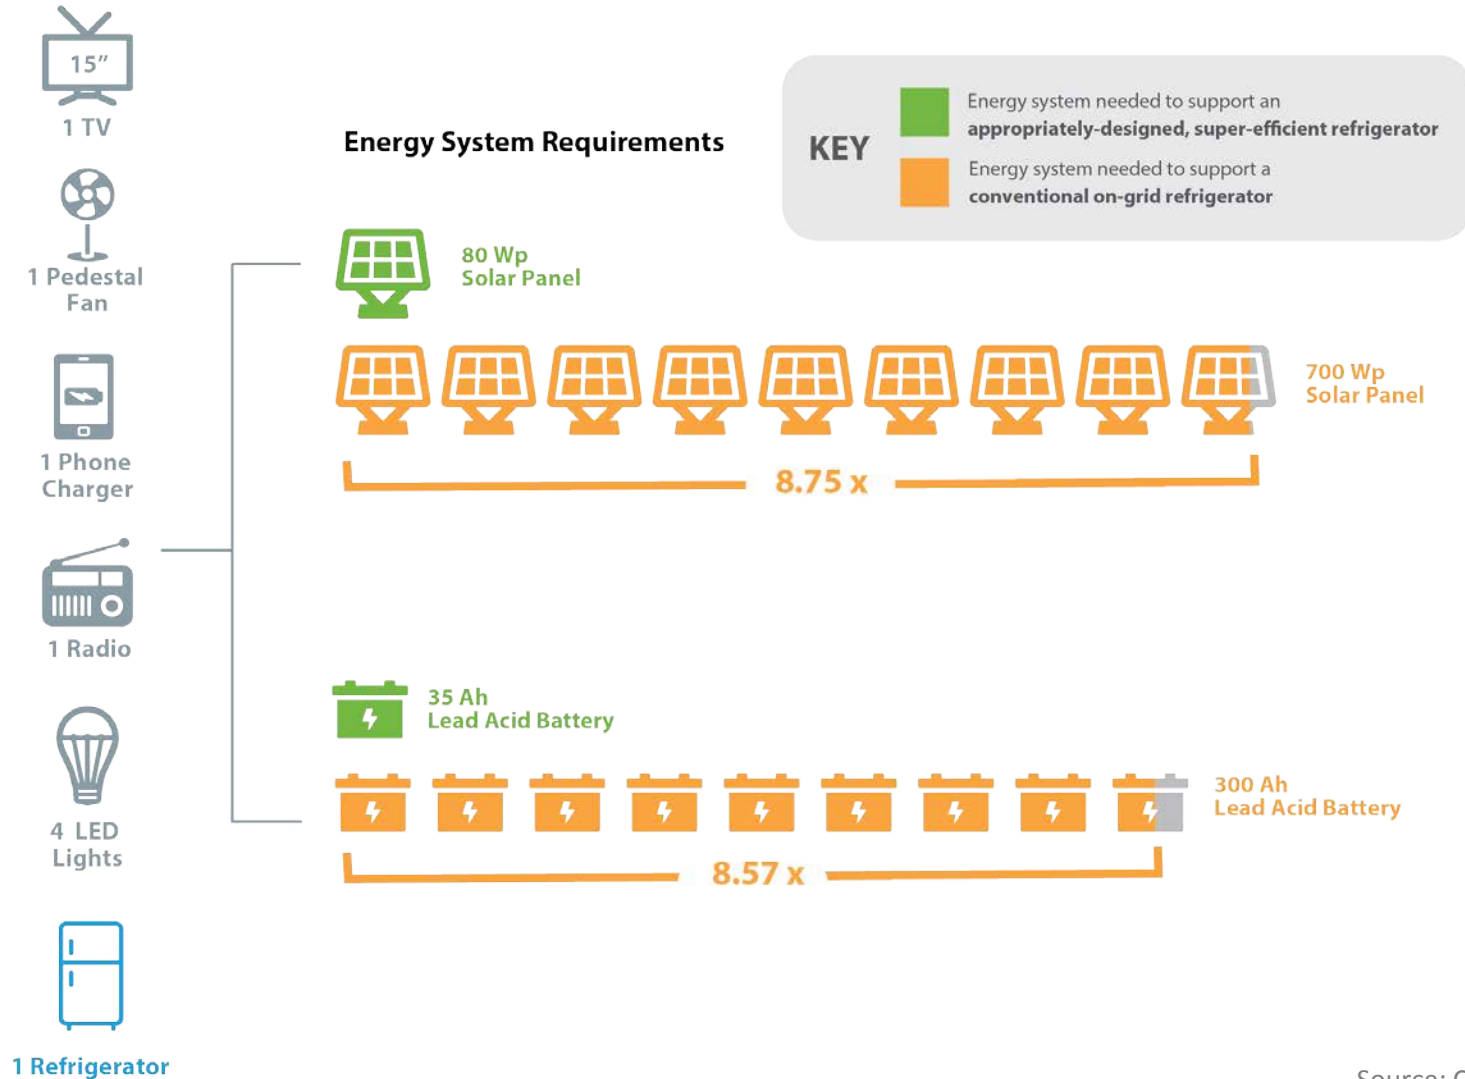 15”
1 TV
1 Pedestal
Fan
1 Phone
Charger
1 Radio
4 LED
Lights
1 Refrigerator
Energy System Requirements
KEY
Energy system needed to support an
appropriately-designed, super-efficient refrigerator
Energy system needed to support a
conventional on-grid refrigerator
80 Wp
Solar Panel
700 Wp
Solar Panel
8.75 x
35 Ah
Lead Acid Battery
300 Ah
Lead Acid Battery
8.57 x
Source: